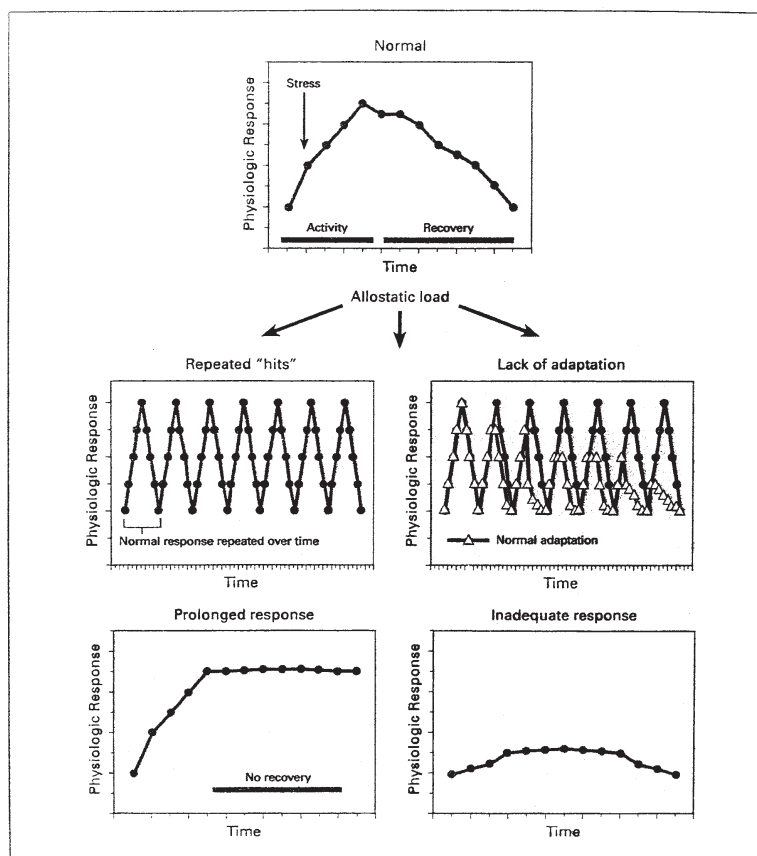 Normal
Stress
Physiologic Response
Activity
Recovery
Time
Allostatic load
Repeated "hits"
Physiologic Response
Normal response repeated over time
Time
Lack of adaptation
Physiologic Response
Normal adaptation
Time
Prolonged response
Physiologic Response
No recovery
Time
Inadequate response
Physiologic Response
Time